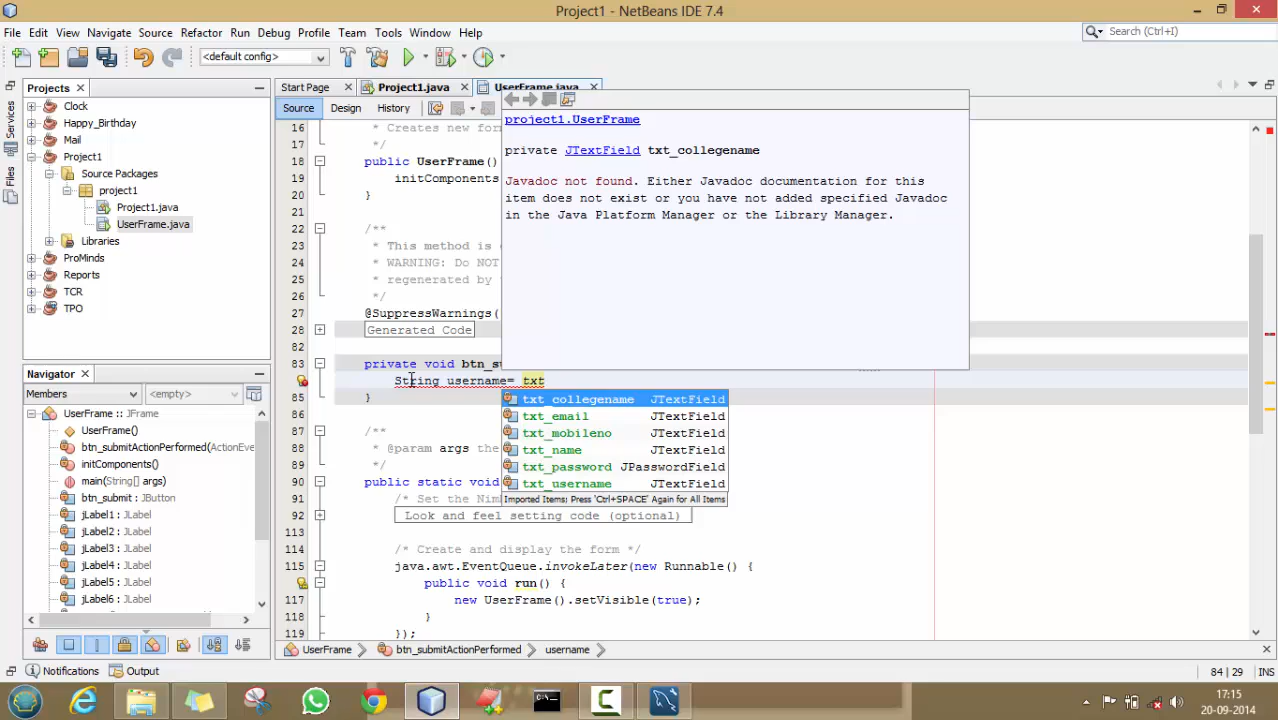 Project1 - NetBeans IDE 7.4
File Edit View Navigate Source Refactor Run Debug Profile Team Tools Window Help
Search (Ctrl+I)
<default config>
Projects
Start Page
Project1.java
UserFrame.java
Services
Files
Clock
Happy_Birthday
Mail
Project1
Source Packages
project1
Project1.java
UserFrame.java
Libraries
ProMinds
Reports
TCR
TPO
Source Design History
project1.UserFrame
private JTextField txt_collegename
Javadoc not found. Either Javadoc documentation for this
item does not exist or you have not added specified Javadoc
in the Java Platform Manager or the Library Manager.
16 * Creates new for
17 */
18 public UserFrame()
19 initComponents
20 }
21
22 /**
23 * This method is
24 * WARNING: Do NOT
25 * regenerated by
26 */
27 @SuppressWarnings(
28 Generated Code
82
83 private void btn_s
String username= txt
85 }
86
87 /**
88 * @param args the
89 */
90 public static void
91 /* Set the Nim
92 Look and feel setting code (optional)
113
114 /* Create and display the form */
115 java.awt.EventQueue.invokeLater(new Runnable() {
public void run() {
117 new UserFrame().setVisible(true);
118 }
119 });
txt_collegename JTextField
txt_email JTextField
txt_mobileno JTextField
txt_name JTextField
txt_password JPasswordField
txt_username JTextField
Imported Items; Press 'Ctrl+SPACE' Again for All Items
Navigator
Members
<empty>
UserFrame :: JFrame
UserFrame()
btn_submitActionPerformed(ActionEve
initComponents()
main(String[] args)
btn_submit : JButton
jLabel1 : JLabel
jLabel2 : JLabel
jLabel3 : JLabel
jLabel4 : JLabel
jLabel5 : JLabel
jLabel6 : JLabel
UserFrame
btn_submitActionPerformed
username
Notifications
Output
84 | 29
INS
17:15
20-09-2014